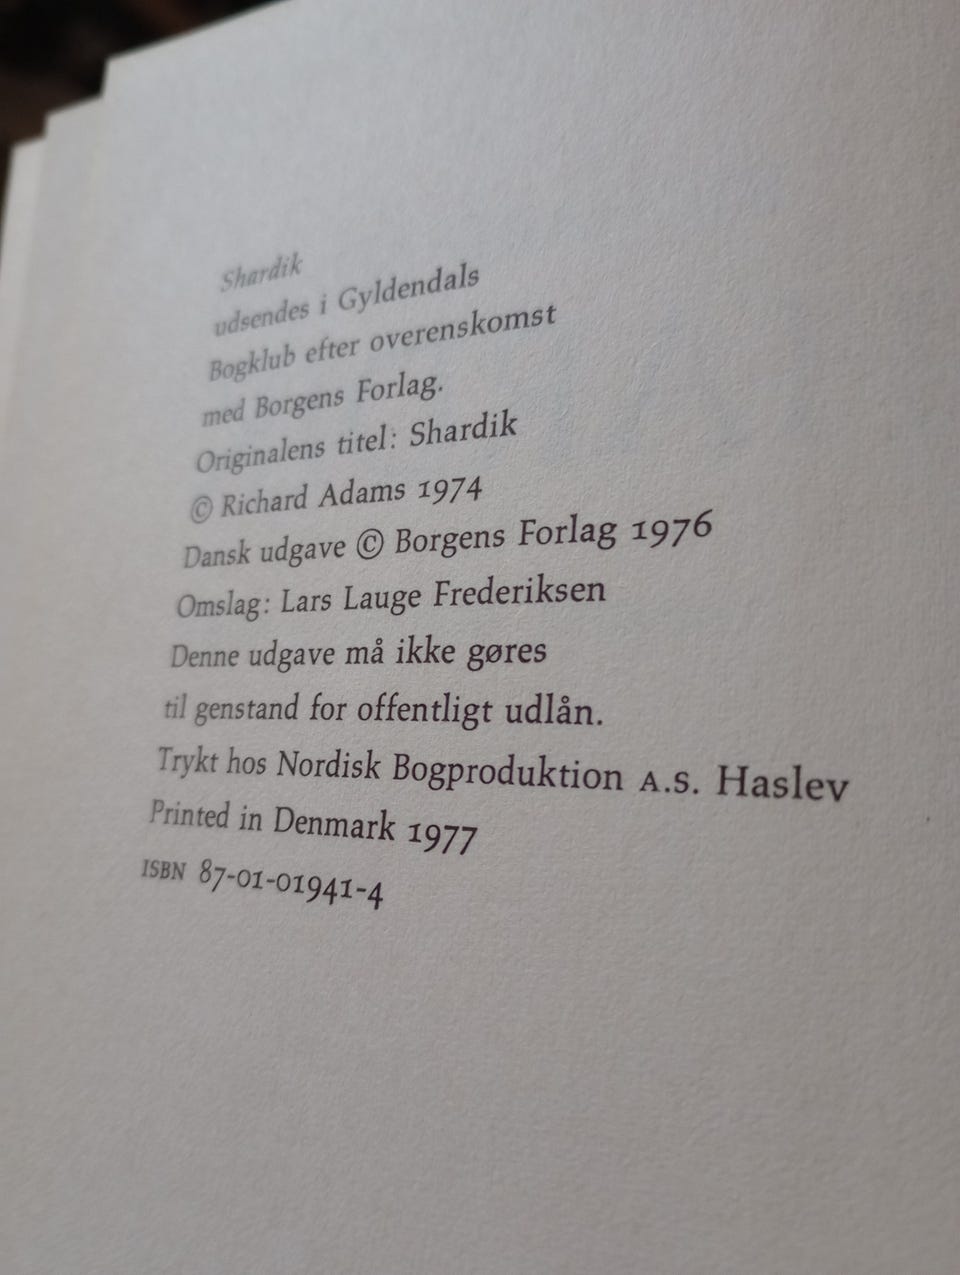 Shardik
udsendes i Gyldendals
Bogklub efter overenskomst
med Borgens Forlag.
Originalens titel: Shardik
© Richard Adams 1974
Dansk udgave © Borgens Forlag 1976
Omslag: Lars Lauge Frederiksen
Denne udgave må ikke gøres
til genstand for offentligt udlån.
Trykt hos Nordisk Bogproduktion A.S. Haslev
Printed in Denmark 1977
ISBN 87-01-01941-4